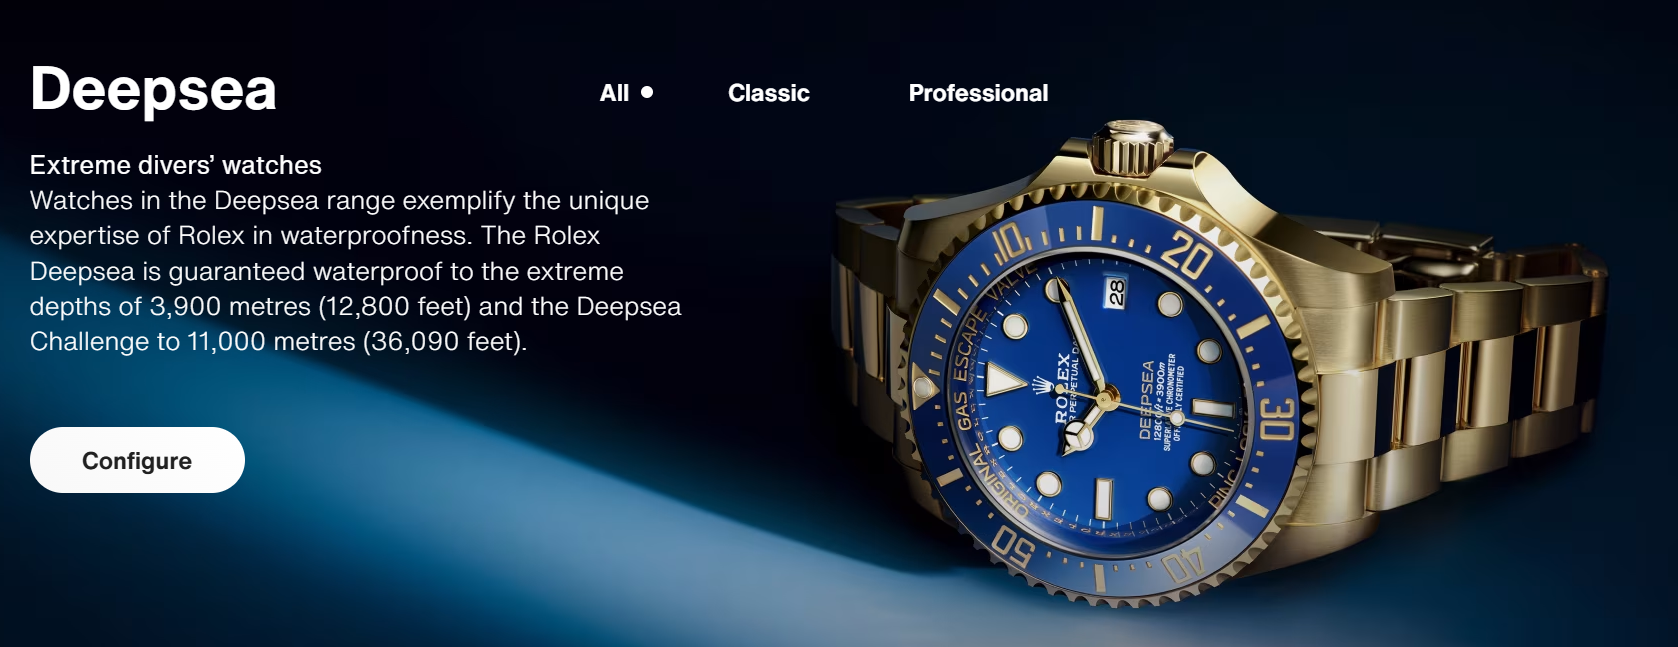 Deepsea
All
Classic
Professional
Extreme divers’ watches
Watches in the Deepsea range exemplify the unique
expertise of Rolex in waterproofness. The Rolex
Deepsea is guaranteed waterproof to the extreme
depths of 3,900 metres (12,800 feet) and the Deepsea
Challenge to 11,000 metres (36,090 feet).
Configure
10
20
30
40
50
28
ORIGINAL GAS ESCAPE VALVE
RING
ROLEX
PERPETUAL
DEEPSEA
3900m
CHRONOMETER
CERTIFIED